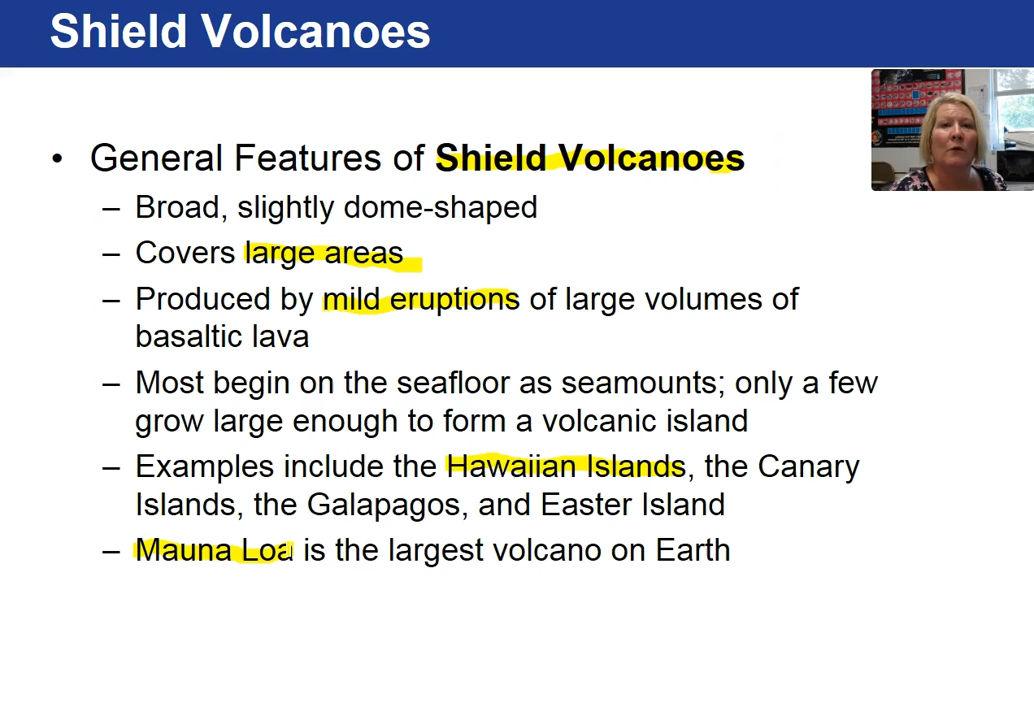 Shield Volcanoes
• General Features of Shield Volcanoes
– Broad, slightly dome-shaped
– Covers large areas
– Produced by mild eruptions of large volumes of
basaltic lava
– Most begin on the seafloor as seamounts; only a few
grow large enough to form a volcanic island
– Examples include the Hawaiian Islands, the Canary
Islands, the Galapagos, and Easter Island
– Mauna Loa is the largest volcano on Earth